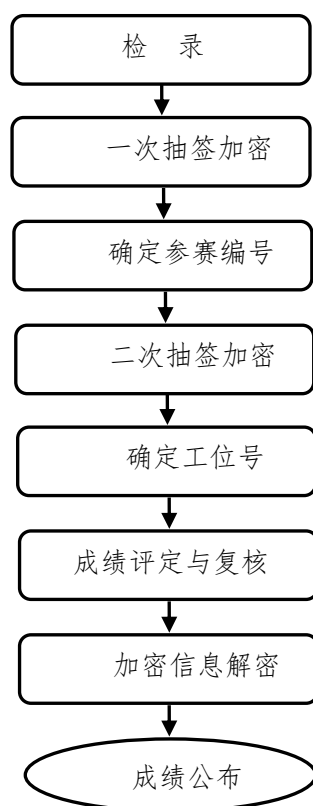 检 录
一次抽签加密
确定参赛编号
二次抽签加密
确定工位号
成绩评定与复核
加密信息解密
成绩公布